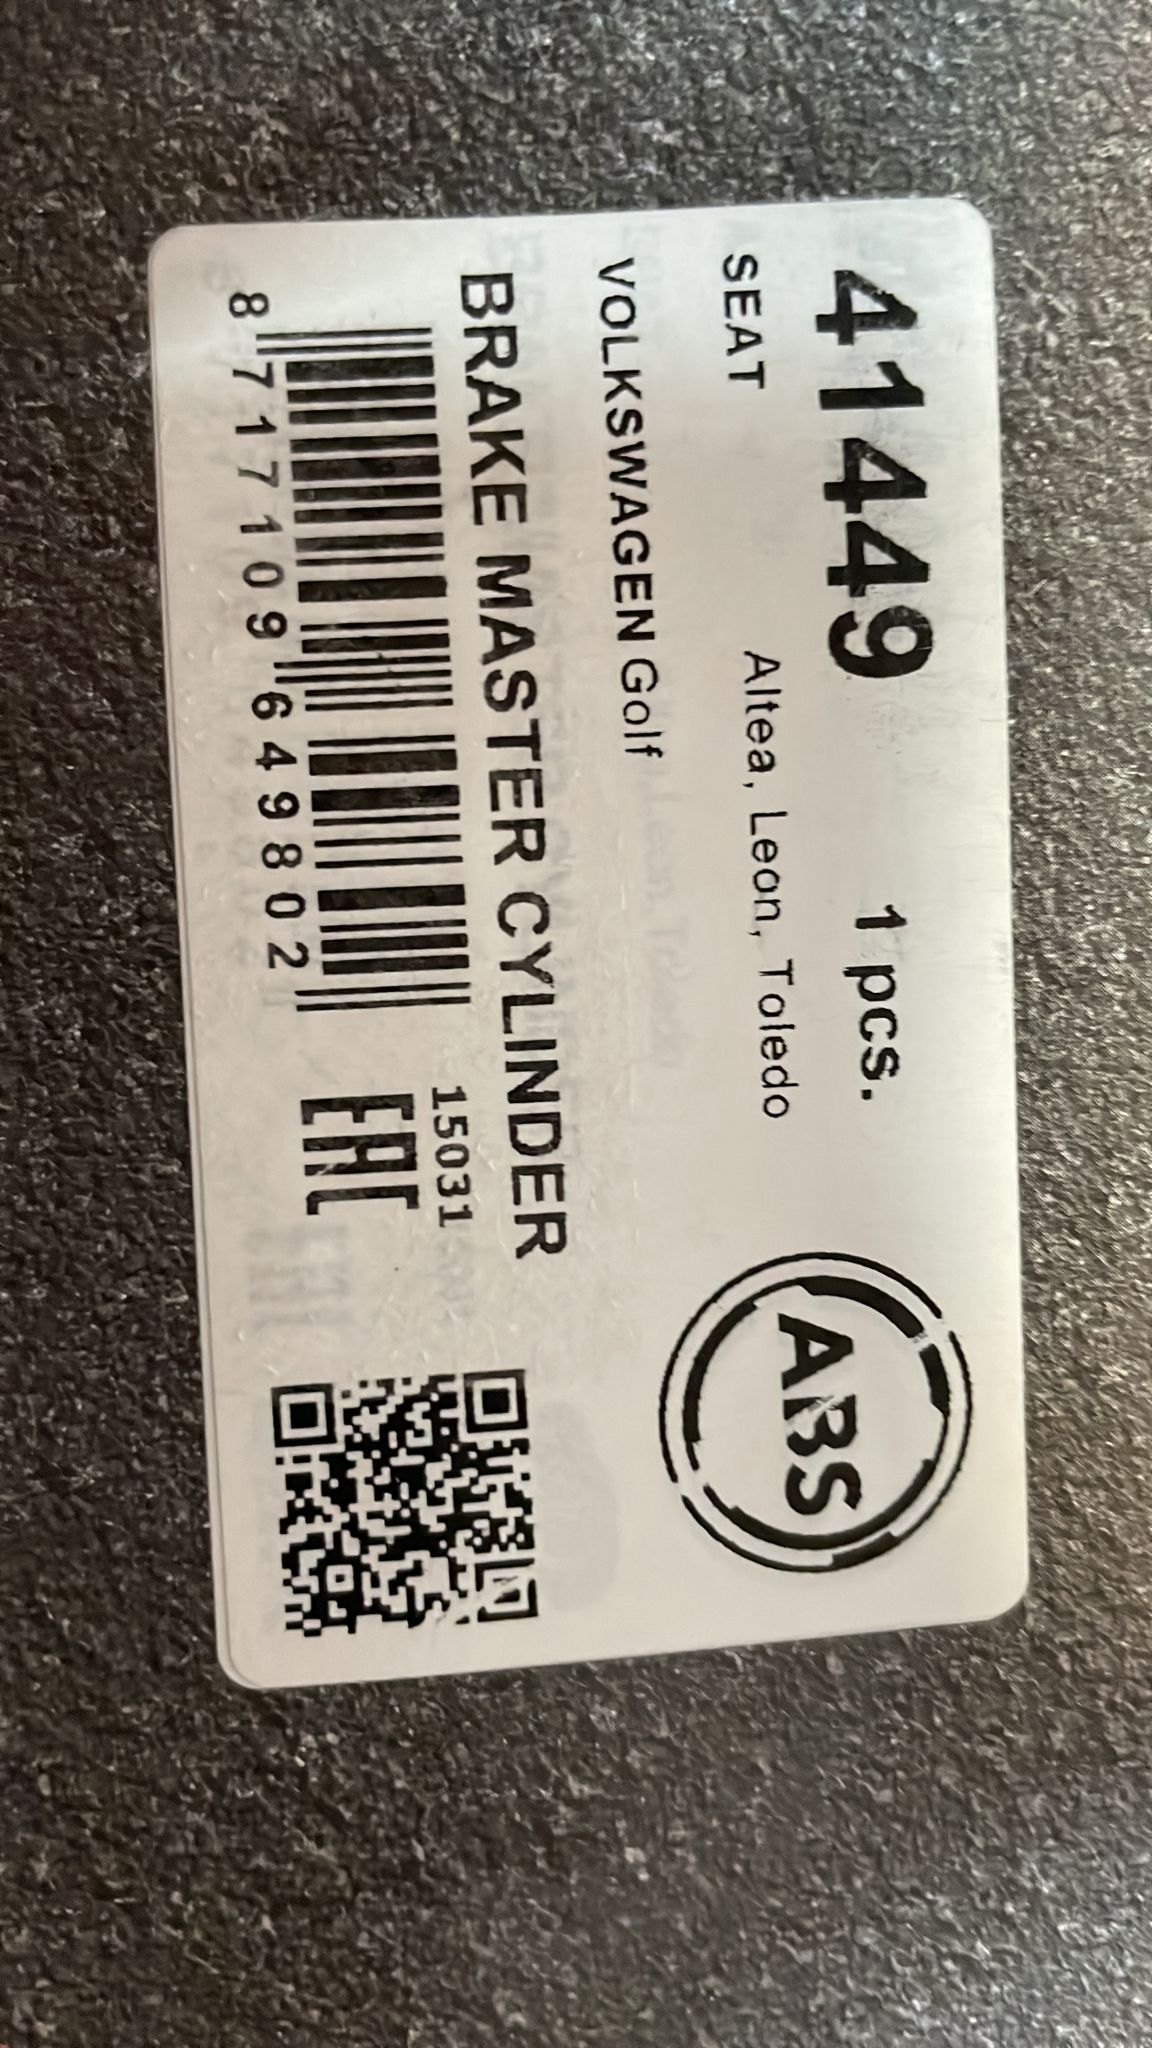 41449 1 pcs.
SEAT Altea, Leon, Toledo
VOLKSWAGEN Golf
ABS
BRAKE MASTER CYLINDER
15031
EAC
8 717109 649802